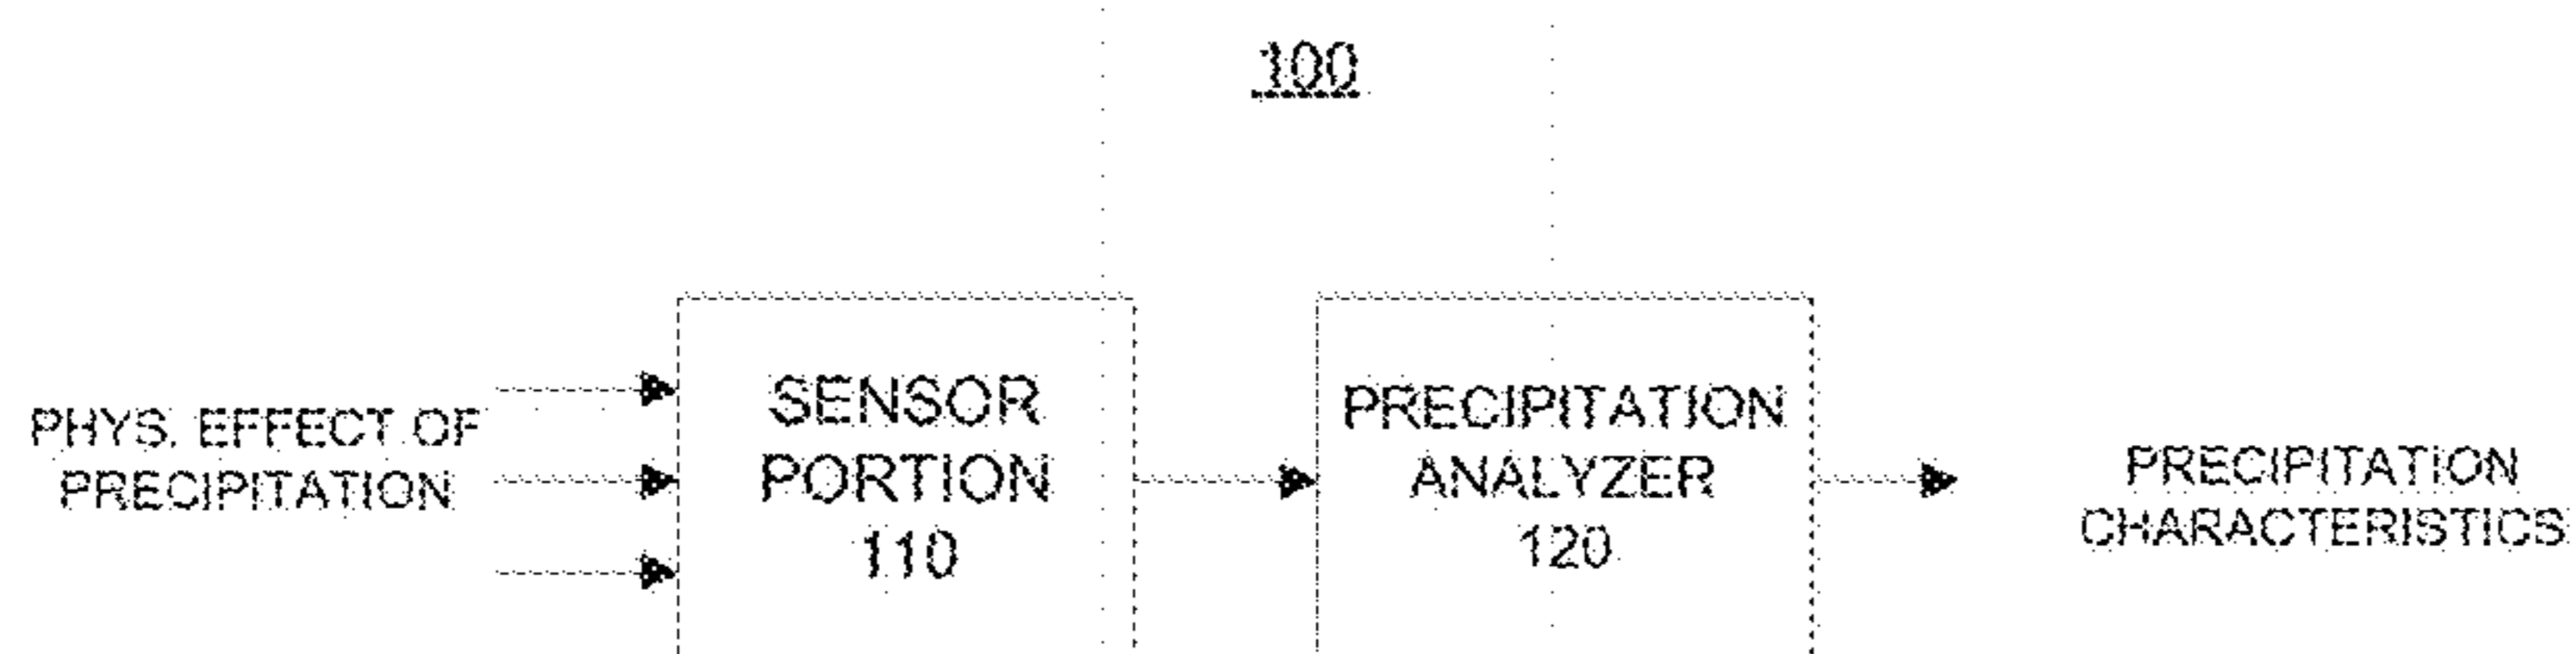 100
PHYS. EFFECT OF
PRECIPITATION
SENSOR
PORTION
110
PRECIPITATION
ANALYZER
120
PRECIPITATION
CHARACTERISTICS